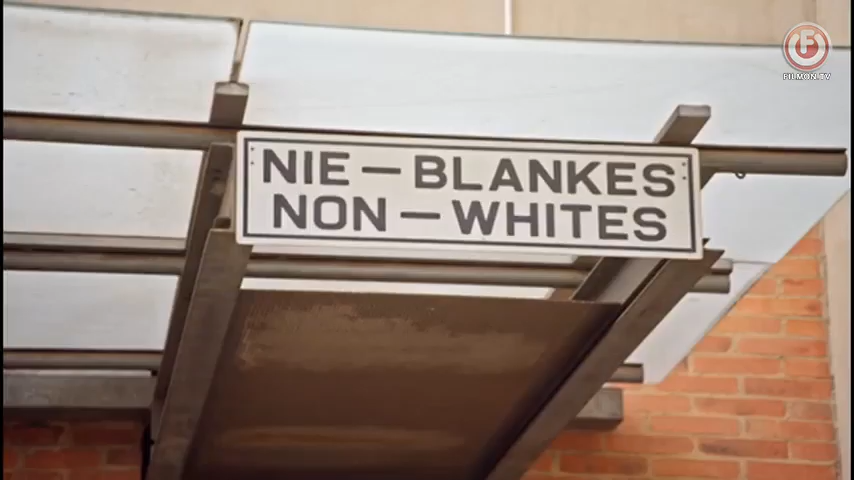 F
FILMON.TV
NIE — BLANKES
NON — WHITES